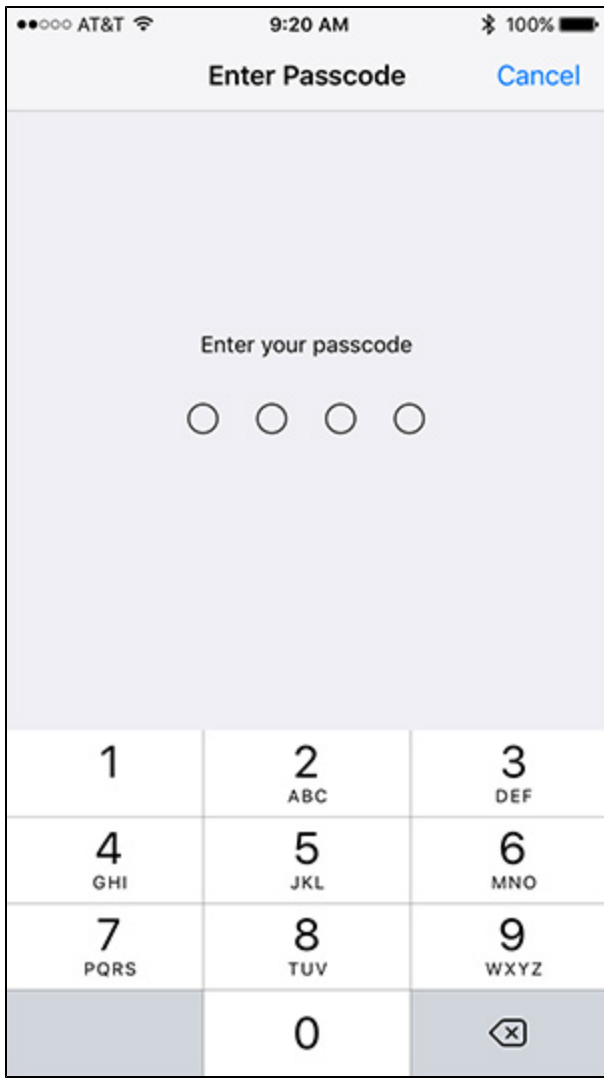 AT&T 9:20 AM 100%
Enter Passcode Cancel
Enter your passcode
1 2 3
ABC DEF
4 5 6
GHI JKL MNO
7 8 9
PQRS TUV WXYZ
0